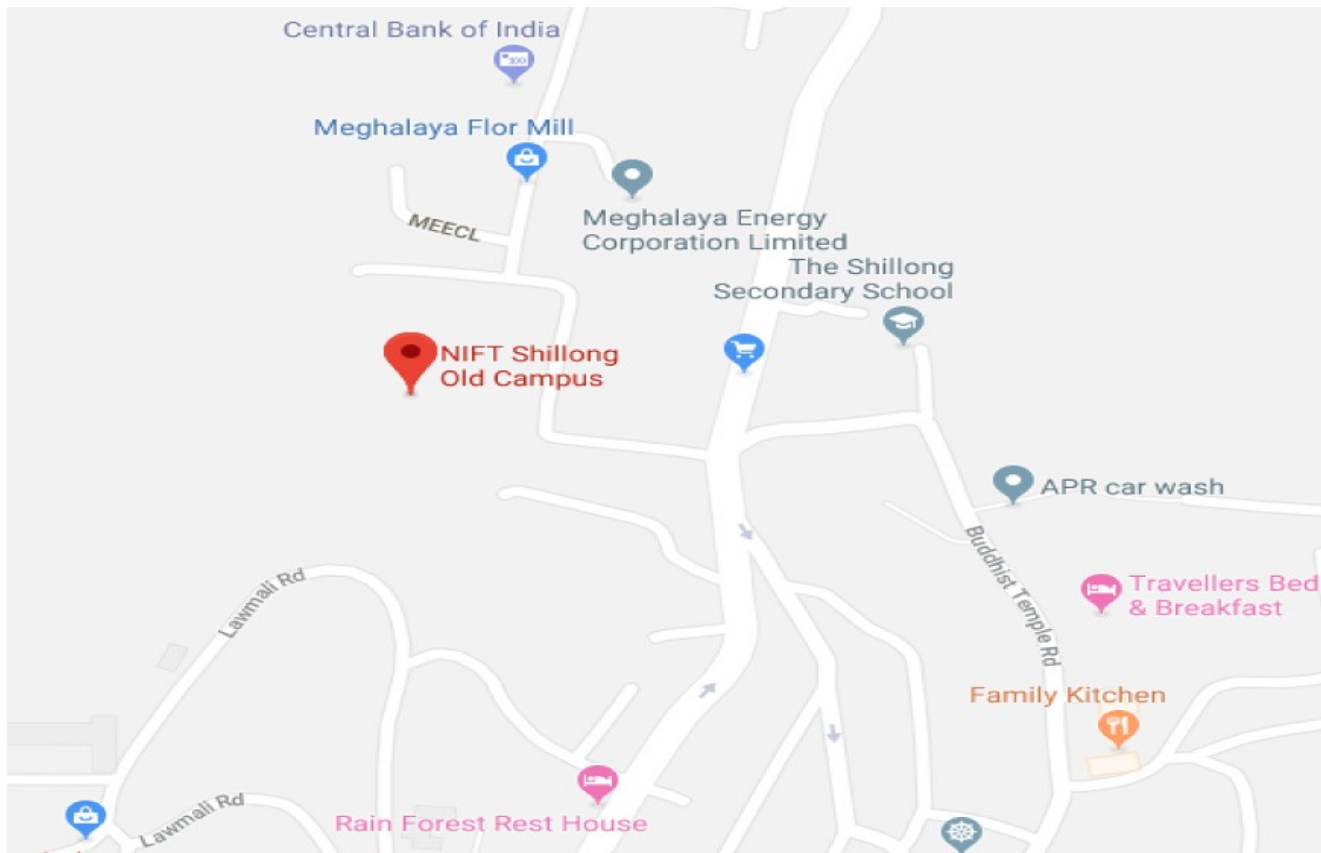 Central Bank of India
Meghalaya Flor Mill
MEECL
Meghalaya Energy
Corporation Limited
The Shillong
Secondary School
NIFT Shillong
Old Campus
APR car wash
Buddhist Temple Rd
Travellers Bed
& Breakfast
Lawmali Rd
Family Kitchen
Rain Forest Rest House
Lawmali Rd